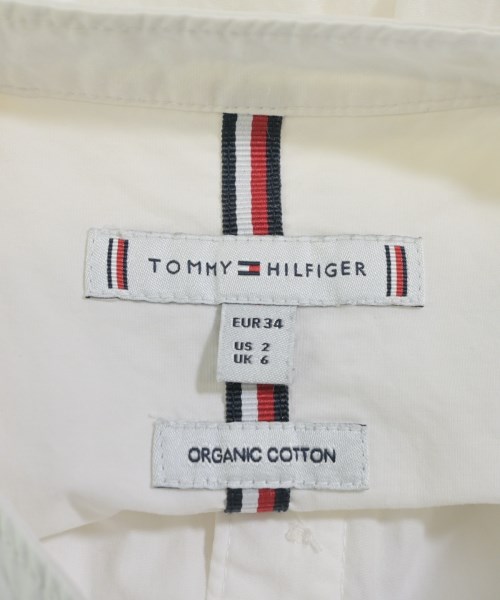 TOMMY HILFIGER
EUR 34
US 2
UK 6
ORGANIC COTTON